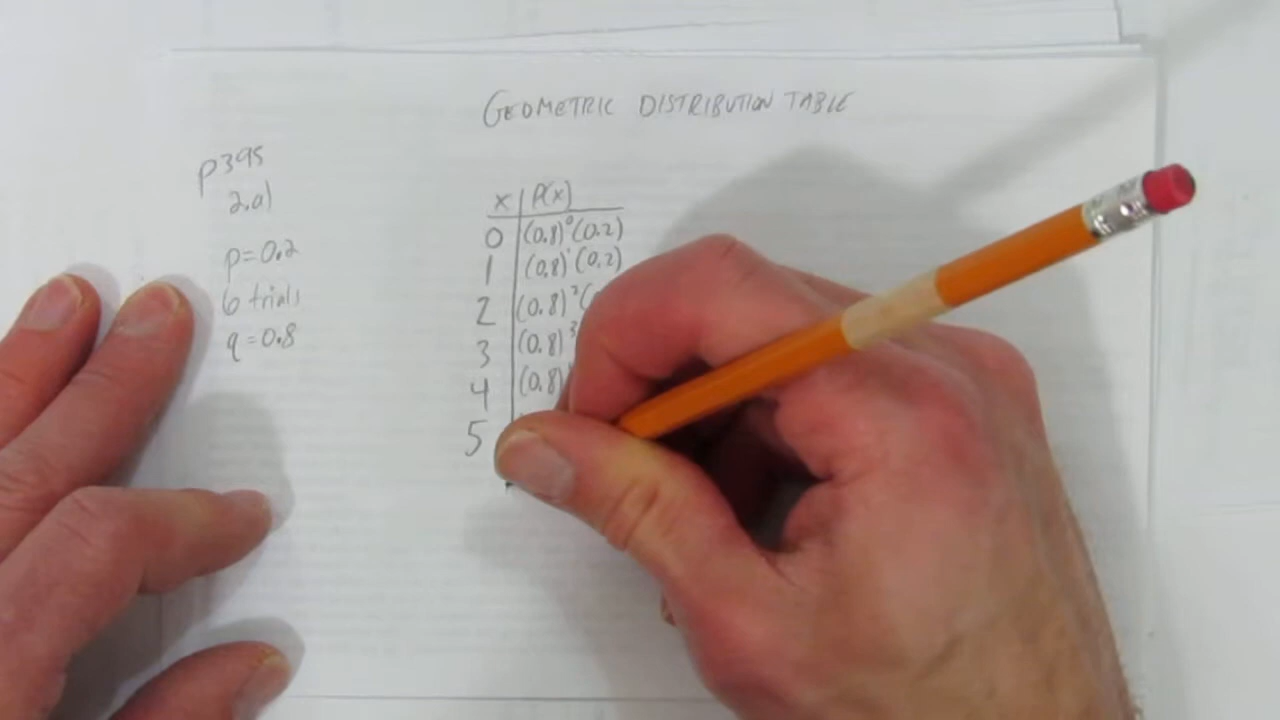 GEOMETRIC DISTRIBUTION TABLE
p395
2.a)
p=0.2
6 trials
q=0.8
x P(x)
0 (0.8)⁰(0.2)
1 (0.8)¹(0.2)
2 (0.8)²(
3 (0.8)³
4 (0.8)
5